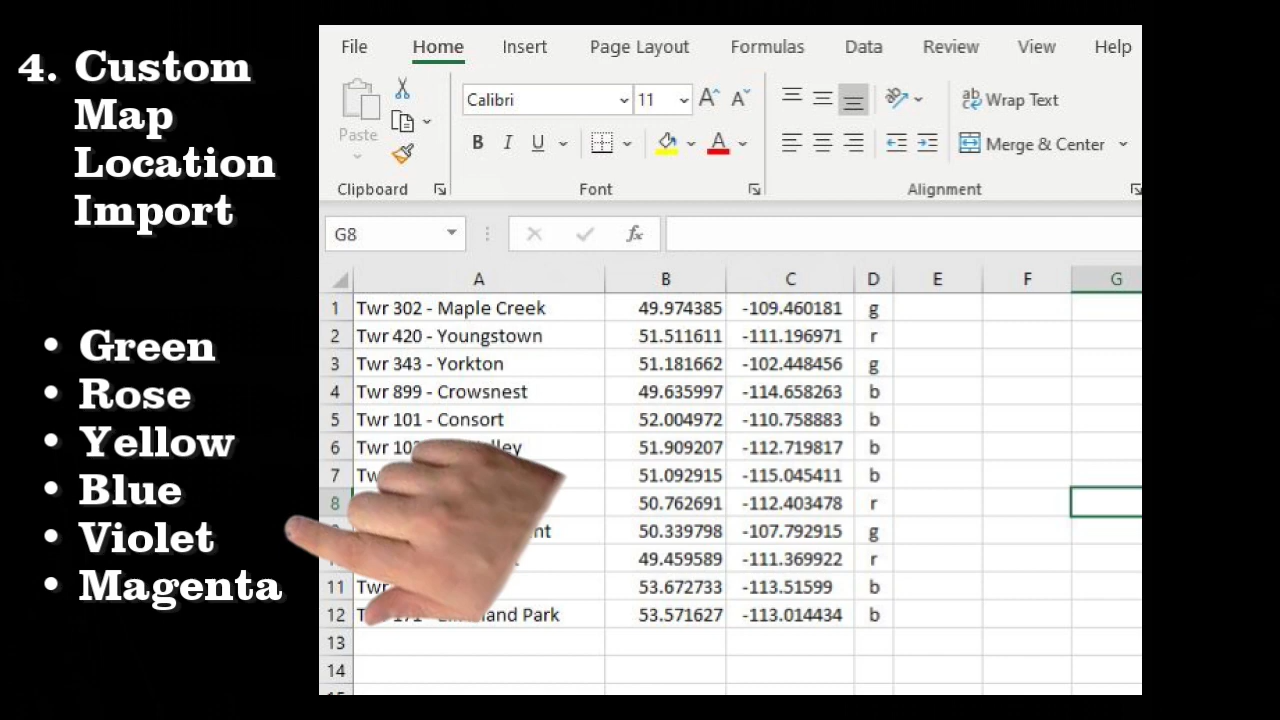 4. Custom
Map
Location
Import
• Green
• Rose
• Yellow
• Blue
• Violet
• Magenta
File Home Insert Page Layout Formulas Data Review View Help
Calibri 11 A A ab Wrap Text
Paste
B I U A Merge & Center
Clipboard Font Alignment
G8 fx
A B C D E F G
1 Twr 302 - Maple Creek 49.974385 -109.460181 g
2 Twr 420 - Youngstown 51.511611 -111.196971 r
3 Twr 343 - Yorkton 51.181662 -102.448456 g
4 Twr 899 - Crowsnest 49.635997 -114.658263 b
5 Twr 101 - Consort 52.004972 -110.758883 b
6 Twr 51.909207 -112.719817 b
7 51.092915 -115.045411 b
8 50.762691 -112.403478 r
50.339798 -107.792915 g
49.459589 -111.369922 r
11 Twr 53.672733 -113.51599 b
12 Park 53.571627 -113.014434 b
13
14